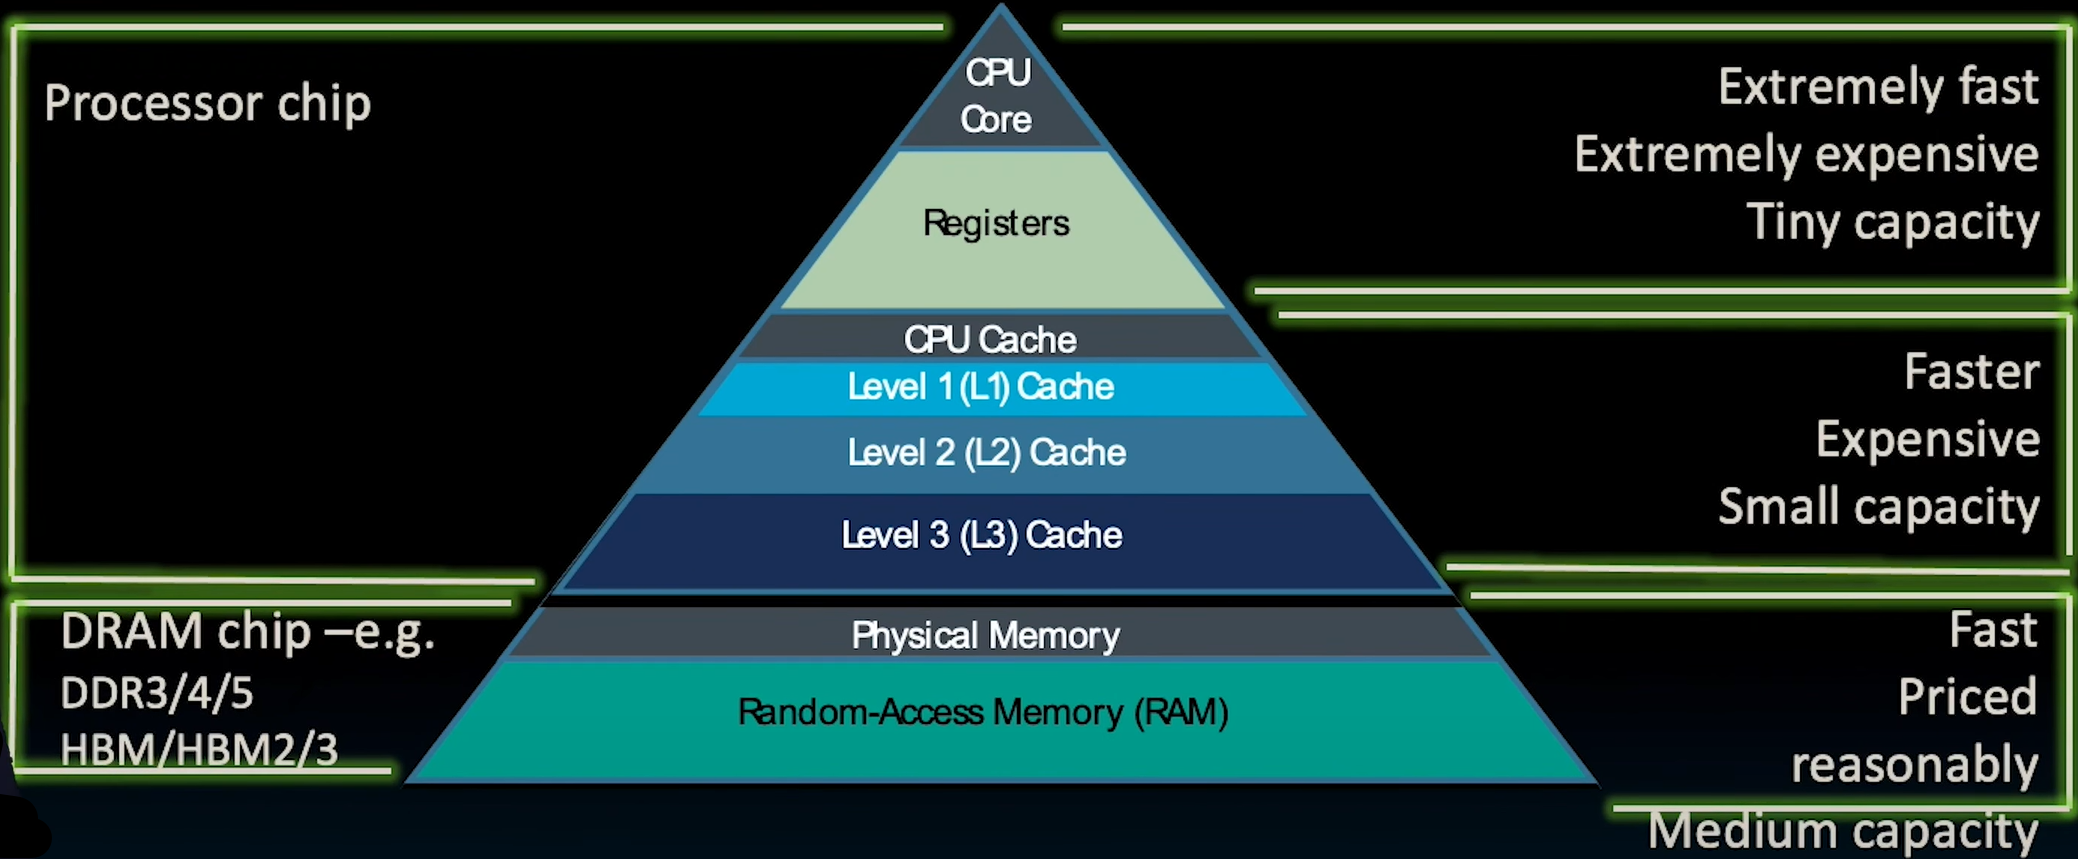 Processor chip
DRAM chip –e.g.
DDR3/4/5
HBM/HBM2/3
CPU
Core
Registers
CPU Cache
Level 1 (L1) Cache
Level 2 (L2) Cache
Level 3 (L3) Cache
Physical Memory
Random-Access Memory (RAM)
Extremely fast
Extremely expensive
Tiny capacity
Faster
Expensive
Small capacity
Fast
Priced
reasonably
Medium capacity